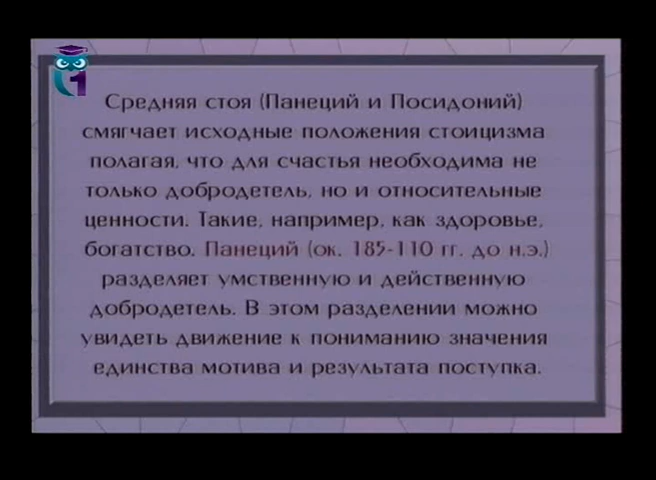 1
Средняя стоя (Панеций и Посидоний)
смягчает исходные положения стоицизма
полагая, что для счастья необходима не
только добродетель, но и относительные
ценности. Такие, например, как здоровье,
богатство. Панеций (ок. 185-110 гг. до н.э.)
разделяет умственную и действенную
добродетель. В этом разделении можно
увидеть движение к пониманию значения
единства мотива и результата поступка.